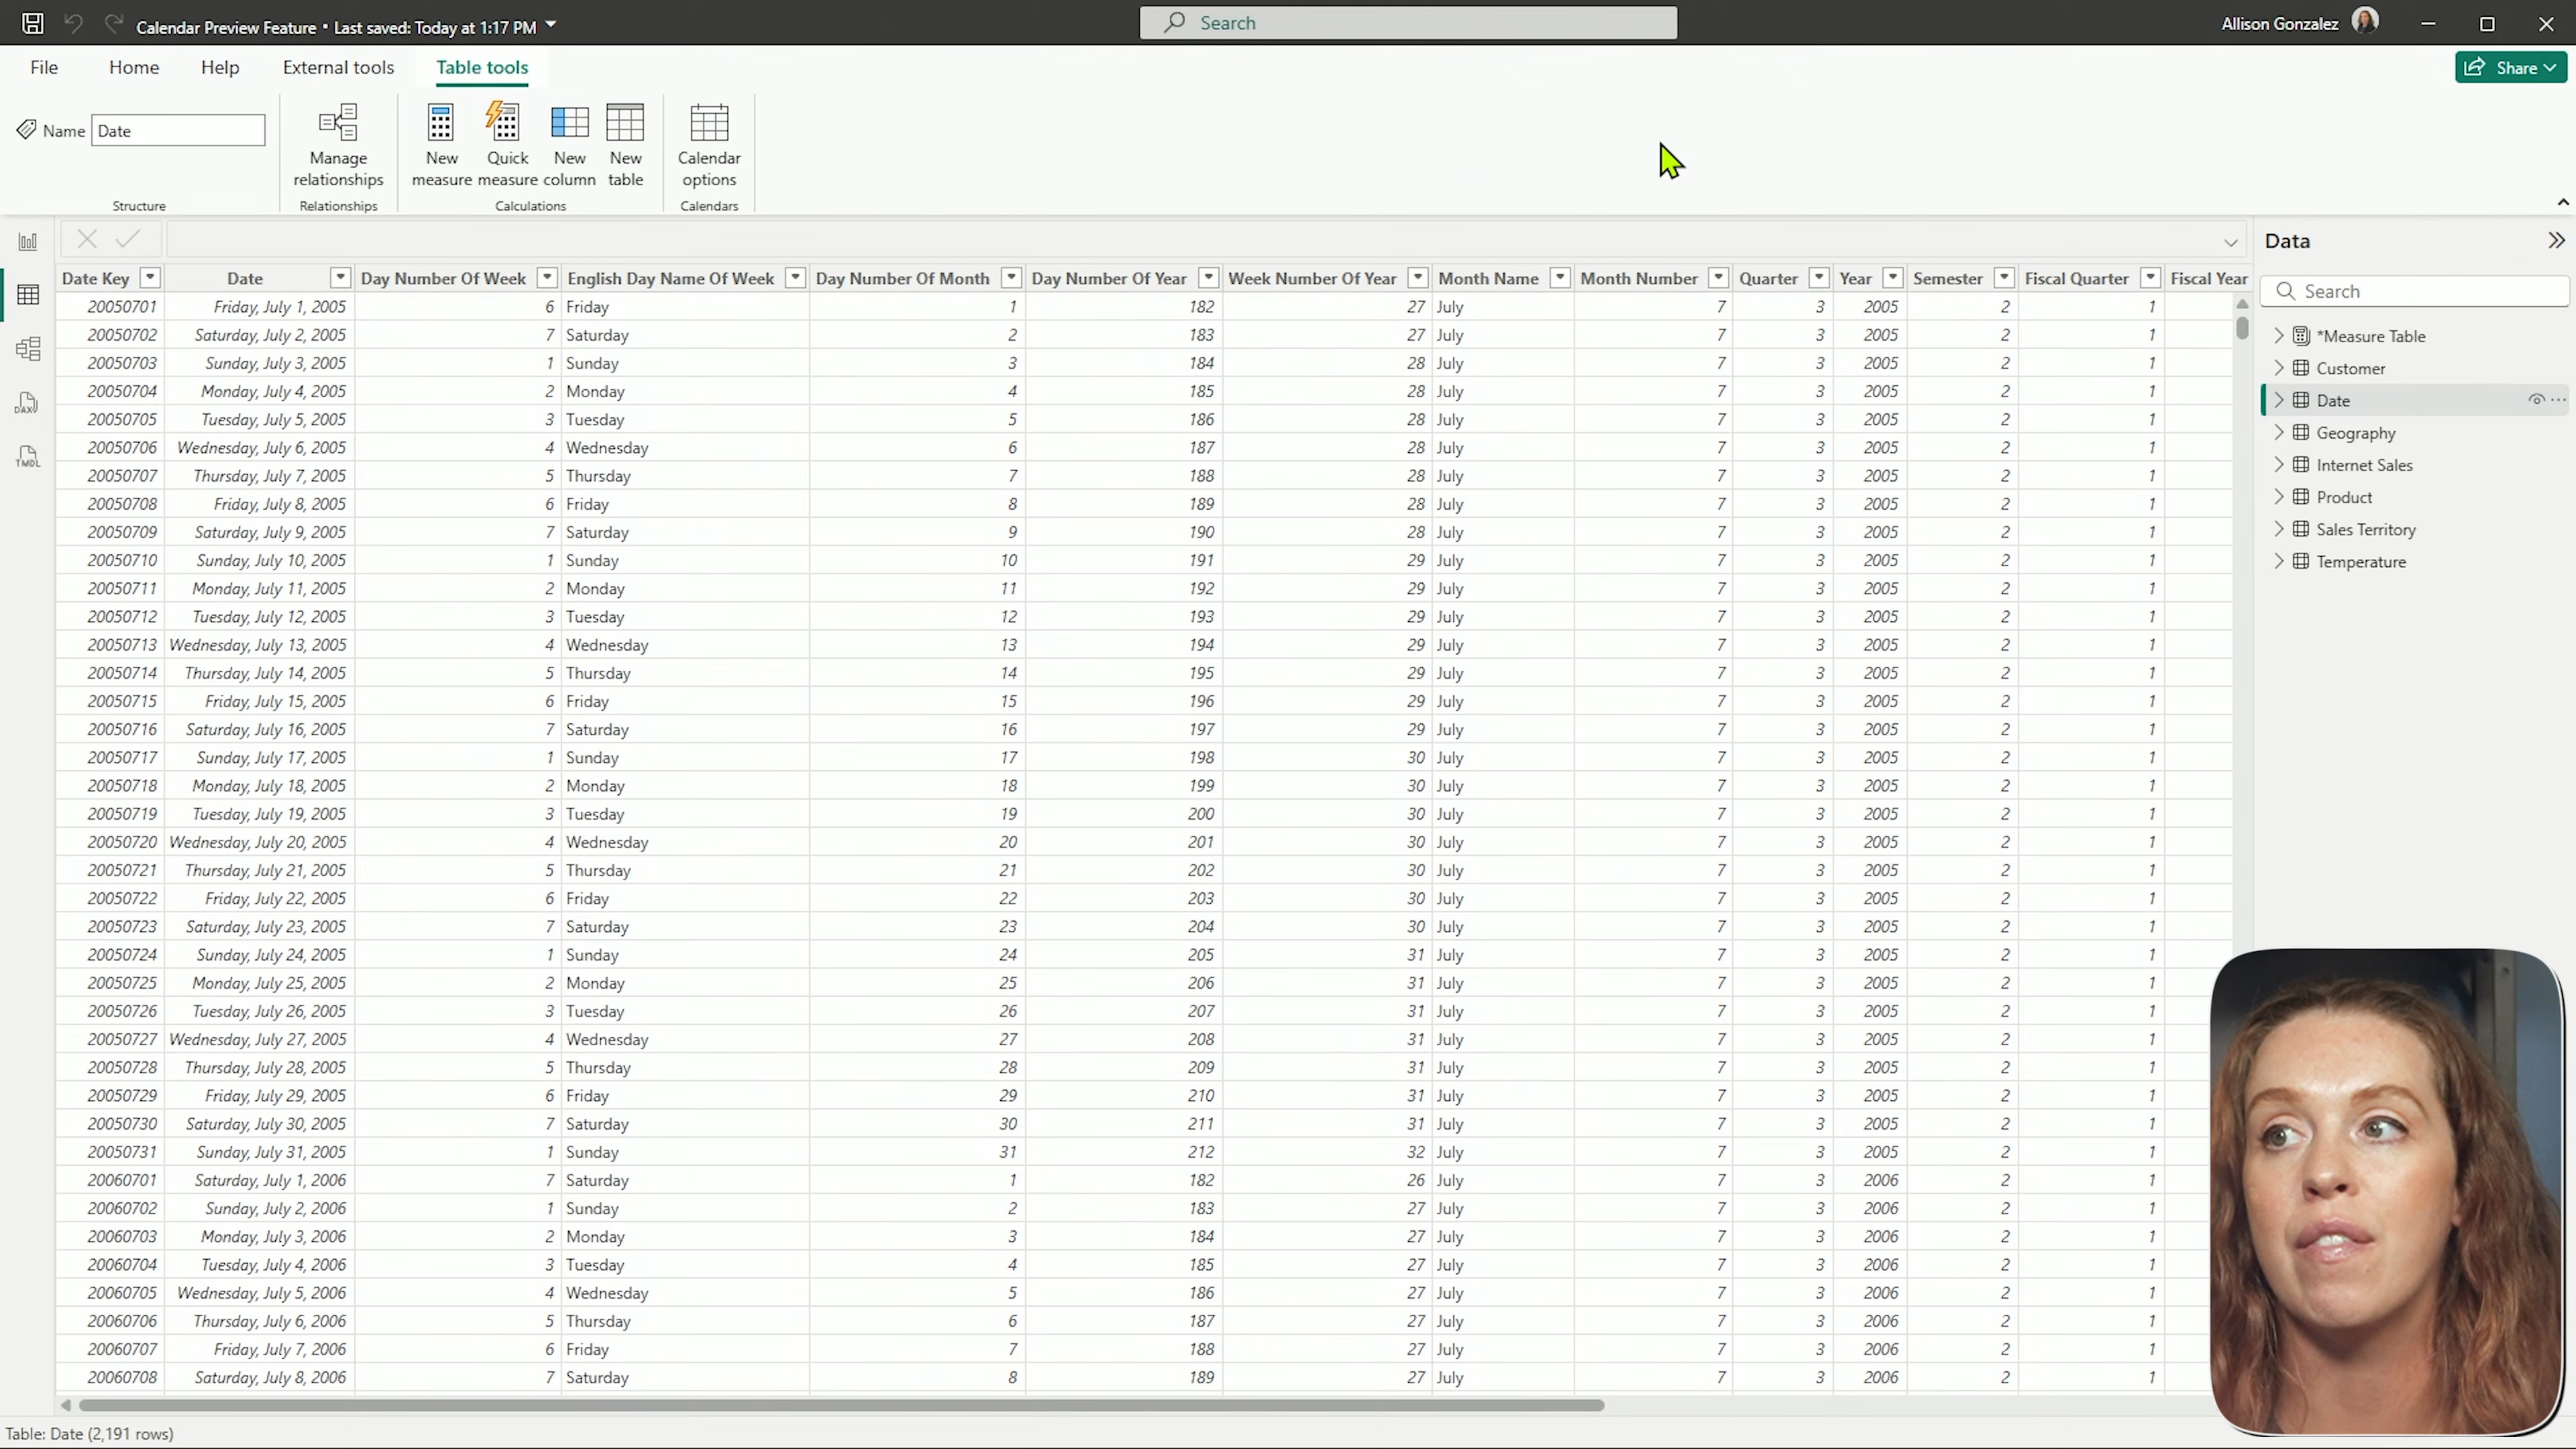 Calendar Preview Feature • Last saved: Today at 1:17 PM
Search
Allison Gonzalez
File Home Help External tools Table tools
Share
Name Date
Manage relationships
New measure
Quick measure
New column
New table
Calendar options
Structure Relationships Calculations Calendars
Data
Date Key Date Day Number Of Week English Day Name Of Week Day Number Of Month Day Number Of Year Week Number Of Year Month Name Month Number Quarter Year Semester Fiscal Quarter Fiscal Year
20050701 Friday, July 1, 2005 6 Friday 1 182 27 July 7 3 2005 2 1
20050702 Saturday, July 2, 2005 7 Saturday 2 183 27 July 7 3 2005 2 1
20050703 Sunday, July 3, 2005 1 Sunday 3 184 28 July 7 3 2005 2 1
20050704 Monday, July 4, 2005 2 Monday 4 185 28 July 7 3 2005 2 1
20050705 Tuesday, July 5, 2005 3 Tuesday 5 186 28 July 7 3 2005 2 1
20050706 Wednesday, July 6, 2005 4 Wednesday 6 187 28 July 7 3 2005 2 1
20050707 Thursday, July 7, 2005 5 Thursday 7 188 28 July 7 3 2005 2 1
20050708 Friday, July 8, 2005 6 Friday 8 189 28 July 7 3 2005 2 1
20050709 Saturday, July 9, 2005 7 Saturday 9 190 28 July 7 3 2005 2 1
20050710 Sunday, July 10, 2005 1 Sunday 10 191 29 July 7 3 2005 2 1
20050711 Monday, July 11, 2005 2 Monday 11 192 29 July 7 3 2005 2 1
20050712 Tuesday, July 12, 2005 3 Tuesday 12 193 29 July 7 3 2005 2 1
20050713 Wednesday, July 13, 2005 4 Wednesday 13 194 29 July 7 3 2005 2 1
20050714 Thursday, July 14, 2005 5 Thursday 14 195 29 July 7 3 2005 2 1
20050715 Friday, July 15, 2005 6 Friday 15 196 29 July 7 3 2005 2 1
20050716 Saturday, July 16, 2005 7 Saturday 16 197 29 July 7 3 2005 2 1
20050717 Sunday, July 17, 2005 1 Sunday 17 198 30 July 7 3 2005 2 1
20050718 Monday, July 18, 2005 2 Monday 18 199 30 July 7 3 2005 2 1
20050719 Tuesday, July 19, 2005 3 Tuesday 19 200 30 July 7 3 2005 2 1
20050720 Wednesday, July 20, 2005 4 Wednesday 20 201 30 July 7 3 2005 2 1
20050721 Thursday, July 21, 2005 5 Thursday 21 202 30 July 7 3 2005 2 1
20050722 Friday, July 22, 2005 6 Friday 22 203 30 July 7 3 2005 2 1
20050723 Saturday, July 23, 2005 7 Saturday 23 204 30 July 7 3 2005 2 1
20050724 Sunday, July 24, 2005 1 Sunday 24 205 31 July 7 3 2005 2 1
20050725 Monday, July 25, 2005 2 Monday 25 206 31 July 7 3 2005 2 1
20050726 Tuesday, July 26, 2005 3 Tuesday 26 207 31 July 7 3 2005 2 1
20050727 Wednesday, July 27, 2005 4 Wednesday 27 208 31 July 7 3 2005 2 1
20050728 Thursday, July 28, 2005 5 Thursday 28 209 31 July 7 3 2005 2 1
20050729 Friday, July 29, 2005 6 Friday 29 210 31 July 7 3 2005 2 1
20050730 Saturday, July 30, 2005 7 Saturday 30 211 31 July 7 3 2005 2 1
20050731 Sunday, July 31, 2005 1 Sunday 31 212 32 July 7 3 2005 2 1
20060701 Saturday, July 1, 2006 7 Saturday 1 182 26 July 7 3 2006 2 1
20060702 Sunday, July 2, 2006 1 Sunday 2 183 27 July 7 3 2006 2 1
20060703 Monday, July 3, 2006 2 Monday 3 184 27 July 7 3 2006 2 1
20060704 Tuesday, July 4, 2006 3 Tuesday 4 185 27 July 7 3 2006 2 1
20060705 Wednesday, July 5, 2006 4 Wednesday 5 186 27 July 7 3 2006 2 1
20060706 Thursday, July 6, 2006 5 Thursday 6 187 27 July 7 3 2006 2 1
20060707 Friday, July 7, 2006 6 Friday 7 188 27 July 7 3 2006 2 1
20060708 Saturday, July 8, 2006 7 Saturday 8 189 27 July 7 3 2006 2 1
DAX
TMDL
Search
*Measure Table
Customer
Date
Geography
Internet Sales
Product
Sales Territory
Temperature
Table: Date (2,191 rows)